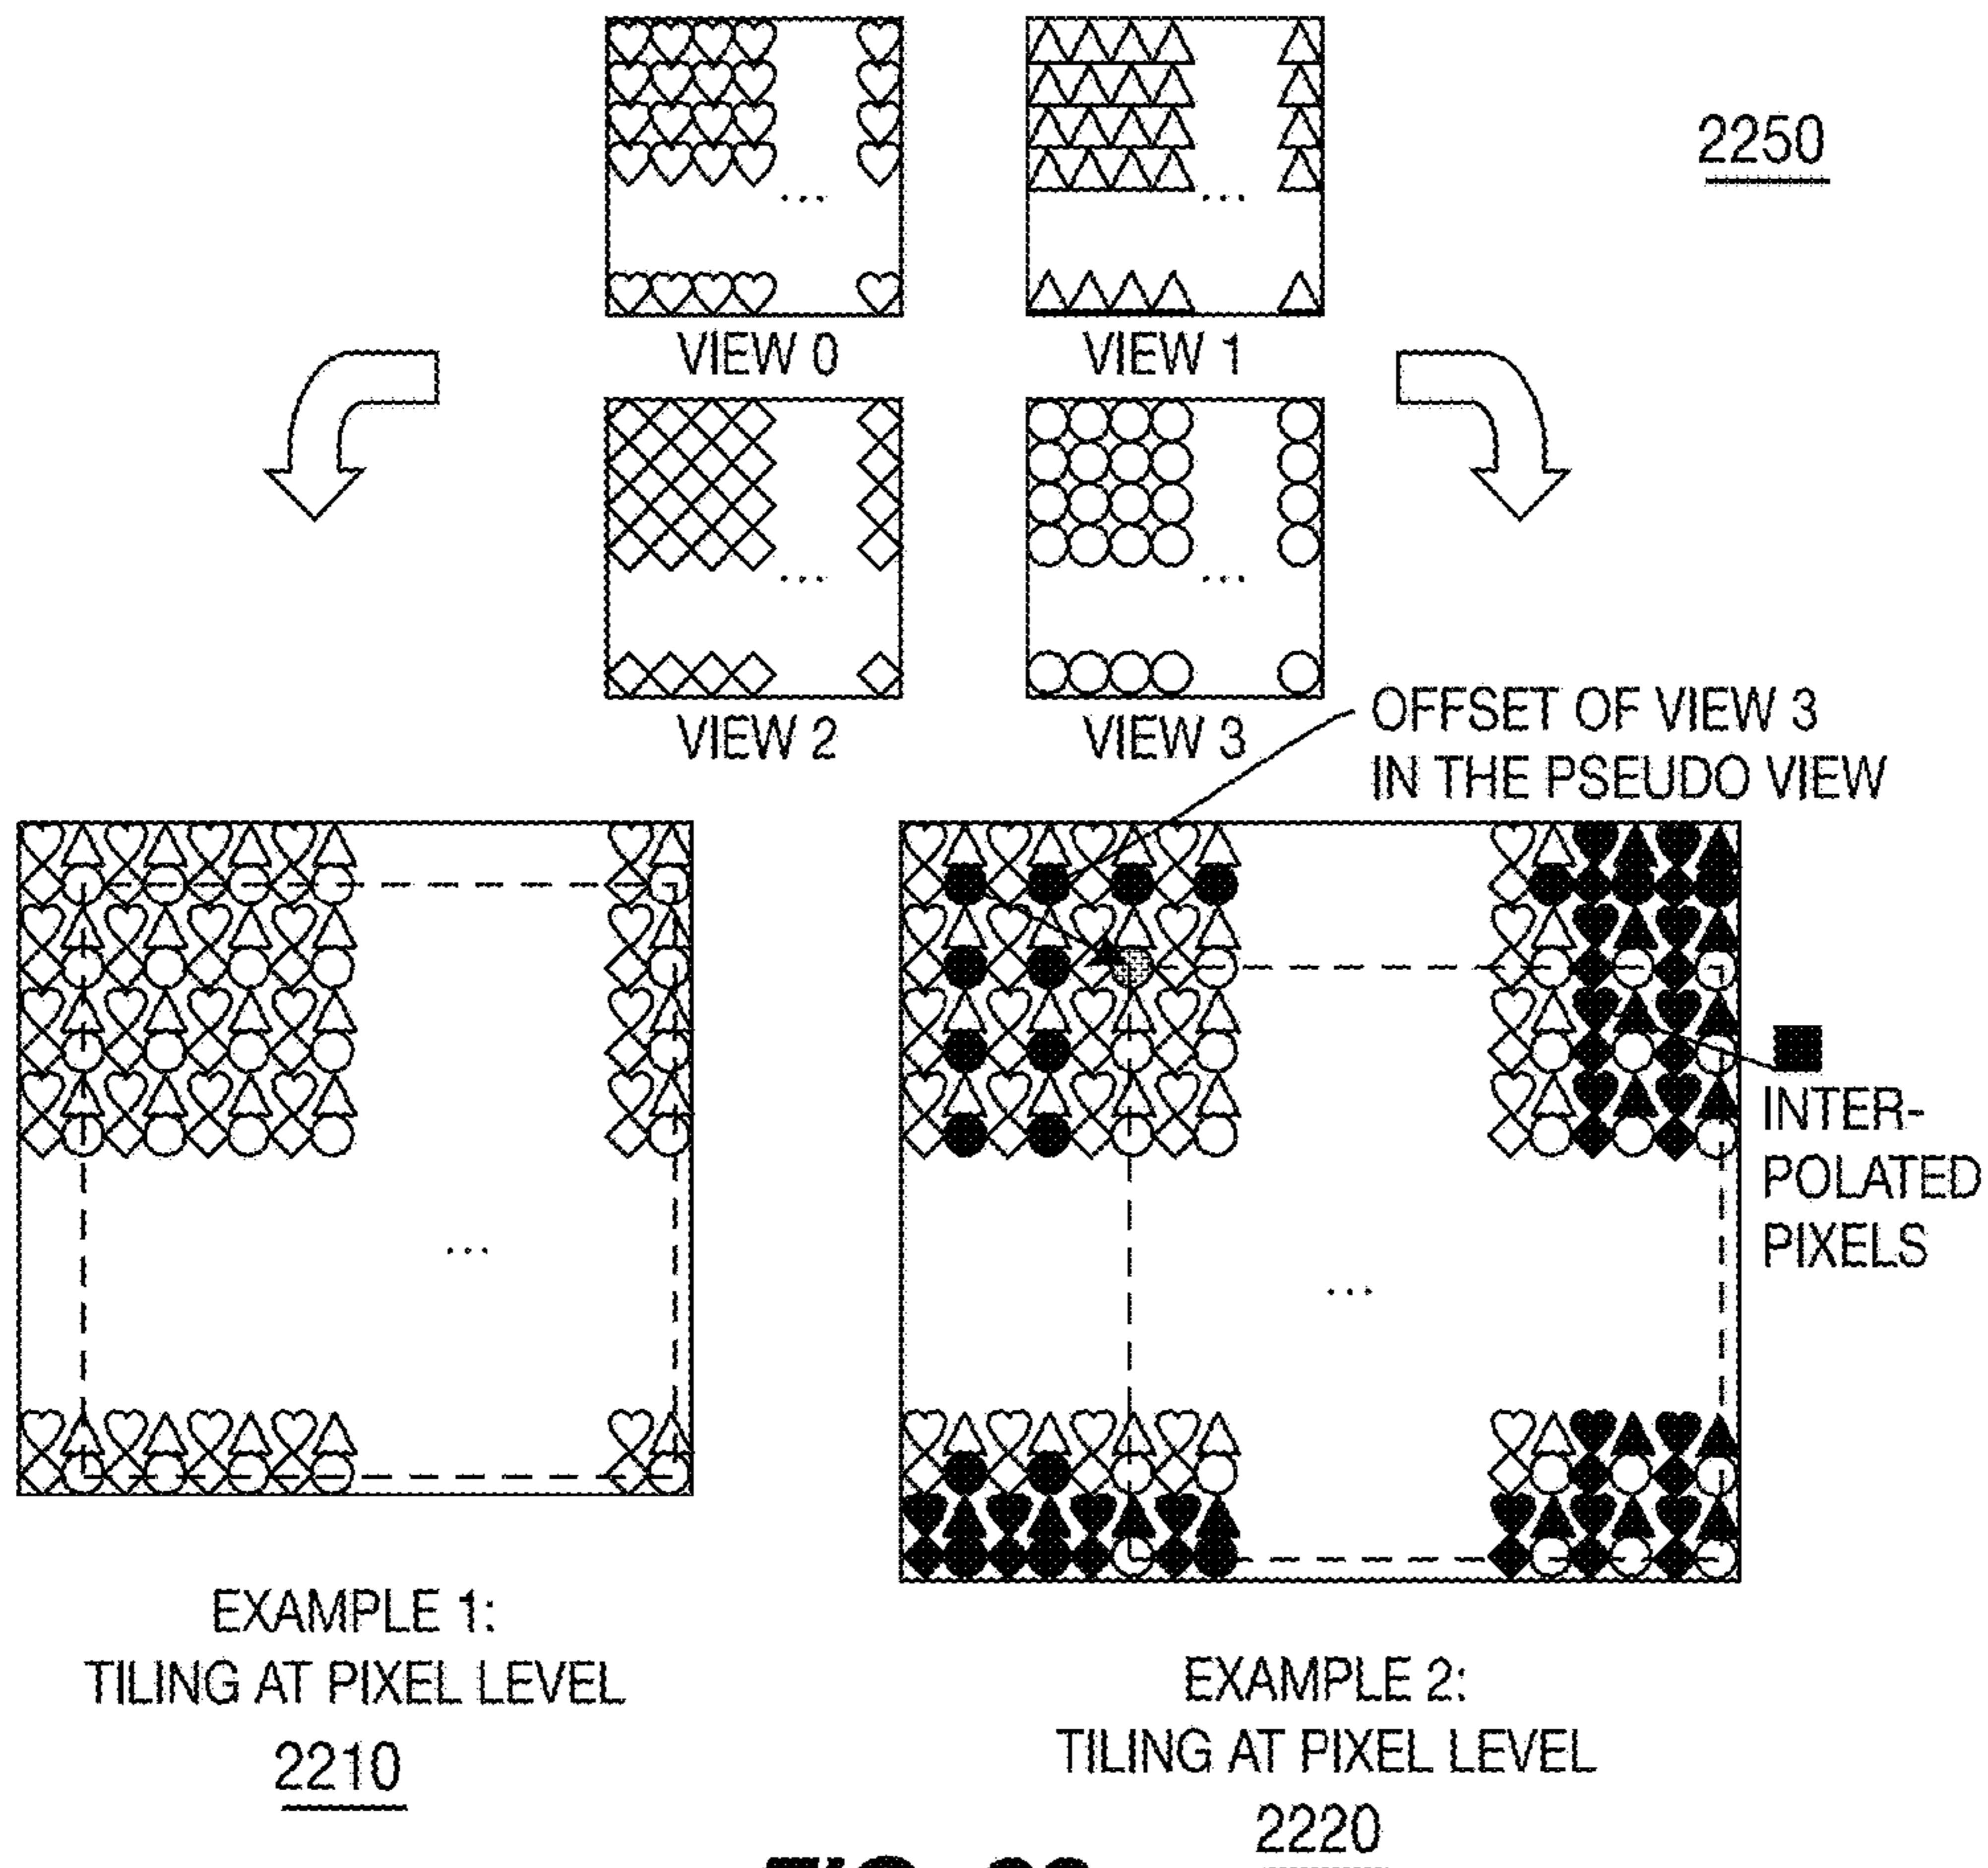 2250
VIEW 0
VIEW 1
VIEW 2
VIEW 3
OFFSET OF VIEW 3
IN THE PSEUDO VIEW
INTER-
POLATED
PIXELS
EXAMPLE 1:
TILING AT PIXEL LEVEL
2210
EXAMPLE 2:
TILING AT PIXEL LEVEL
2220